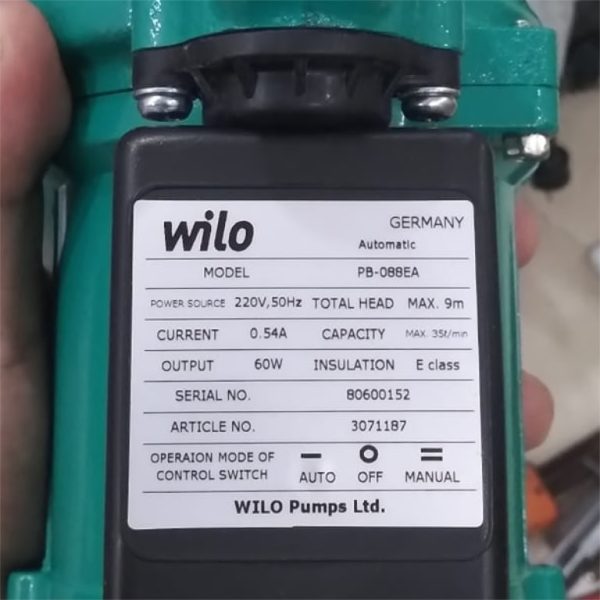 wilo
GERMANY
Automatic
MODEL PB-088EA
POWER SOURCE 220V,50Hz TOTAL HEAD MAX. 9m
CURRENT 0.54A CAPACITY MAX. 35ℓ/min
OUTPUT 60W INSULATION E class
SERIAL NO. 80600152
ARTICLE NO. 3071187
OPERAION MODE OF
CONTROL SWITCH AUTO OFF MANUAL
WILO Pumps Ltd.